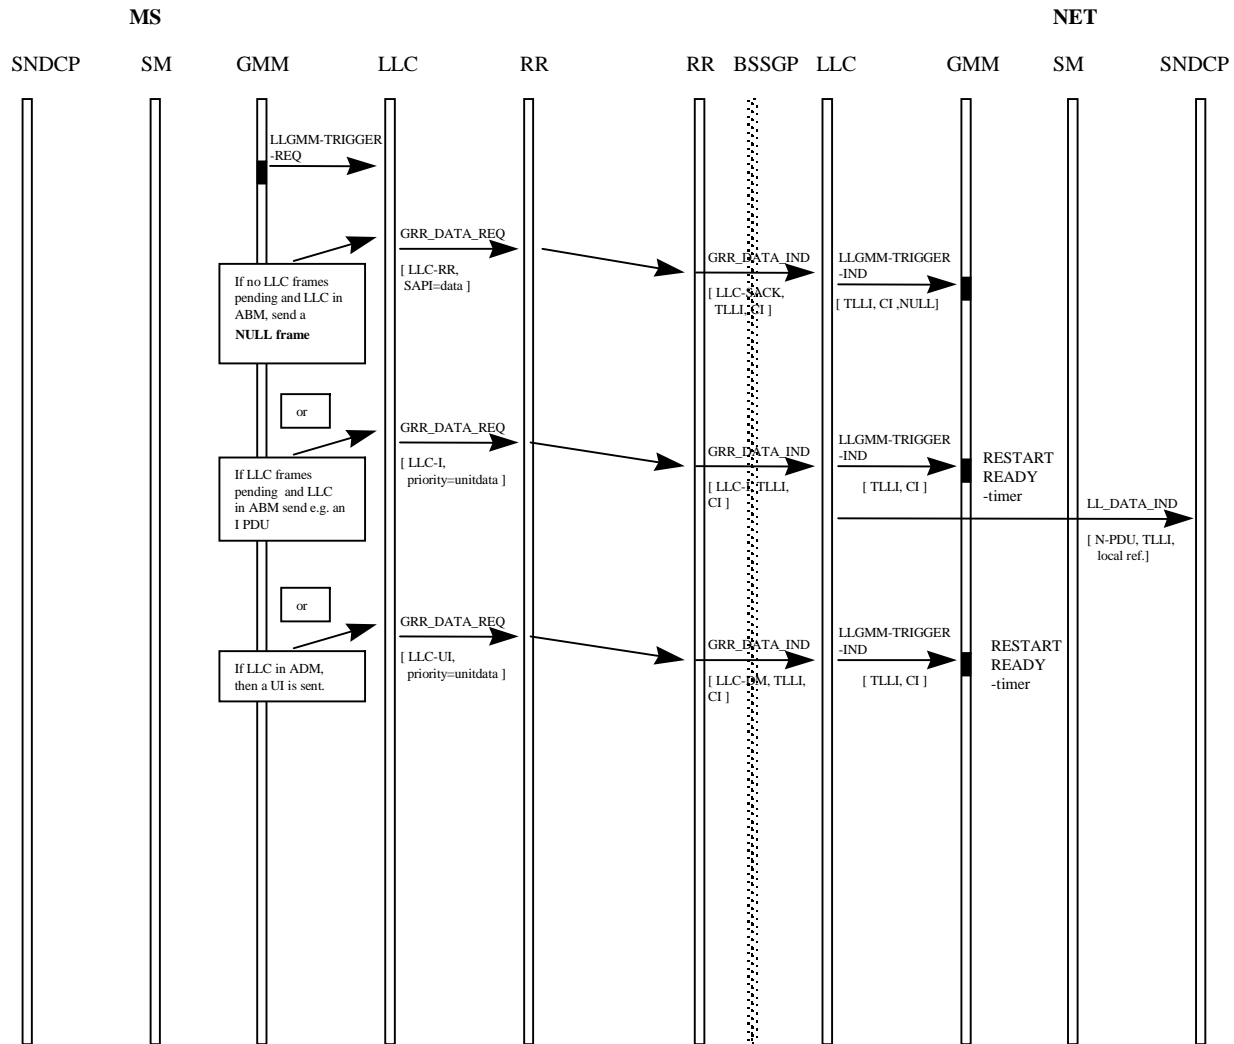 MS
NET
SNDCP SM GMM LLC RR RR BSSGP LLC GMM SM SNDCP
LLGMM-TRIGGER
-REQ
GRR_DATA_REQ
[ LLC-RR,
SAPI=data ]
GRR_DATA_IND
[ LLC-SACK,
TLLI, CI ]
LLGMM-TRIGGER
-IND
[ TLLI, CI ,NULL]
If no LLC frames
pending and LLC in
ABM, send a
NULL frame
or
GRR_DATA_REQ
[ LLC-I,
priority=unitdata ]
GRR_DATA_IND
[ LLC-I, TLLI,
CI ]
LLGMM-TRIGGER
-IND
[ TLLI, CI ]
RESTART
READY
-timer
If LLC frames
pending and LLC
in ABM send e.g. an
I PDU
LL_DATA_IND
[ N-PDU, TLLI,
local ref.]
or
GRR_DATA_REQ
[ LLC-UI,
priority=unitdata ]
GRR_DATA_IND
[ LLC-DM, TLLI,
CI ]
LLGMM-TRIGGER
-IND
[ TLLI, CI ]
RESTART
READY
-timer
If LLC in ADM,
then a UI is sent.